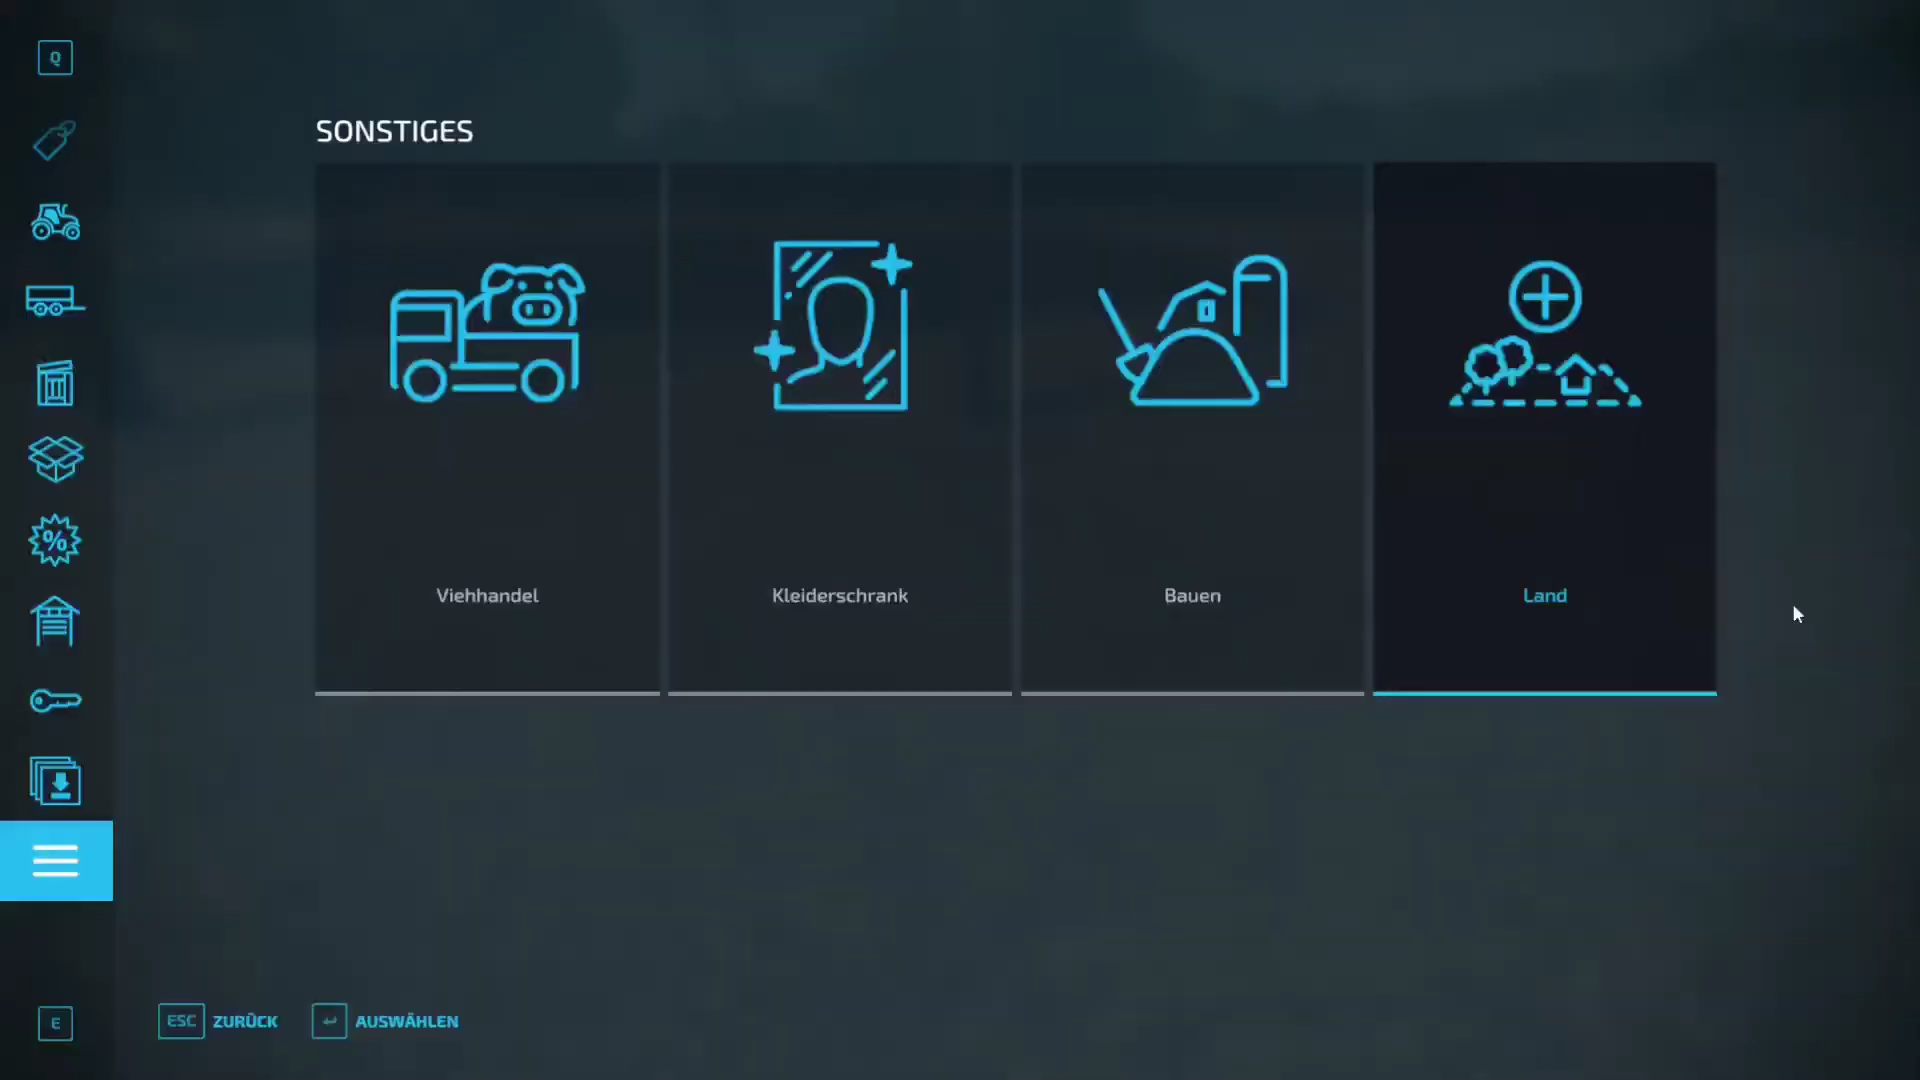 Q
SONSTIGES
%
Viehhandel
Kleiderschrank
Bauen
Land
E
ESC ZURÜCK
AUSWÄHLEN